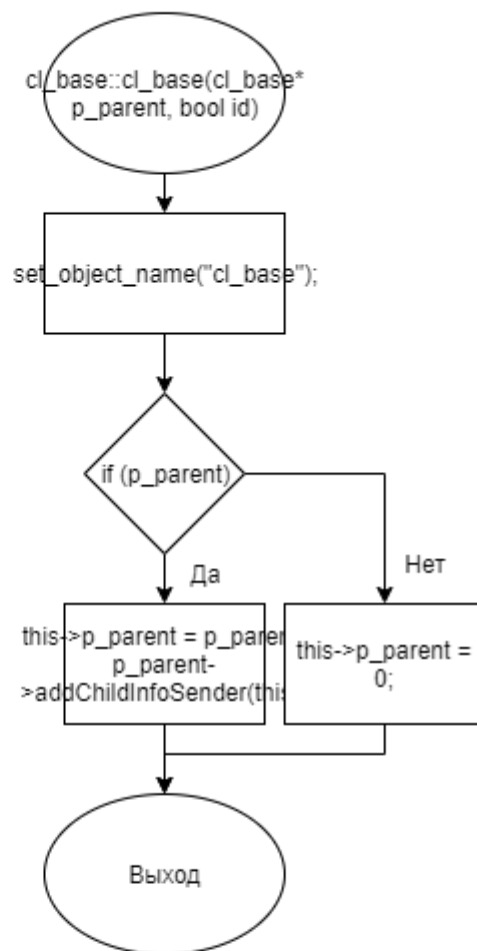 cl_base::cl_base(cl_base*
p_parent, bool id)
set_object_name("cl_base");
if (p_parent)
Да
Нет
this->p_parent = p_paren
p_parent-
>addChildInfoSender(this
this->p_parent =
0;
Выход